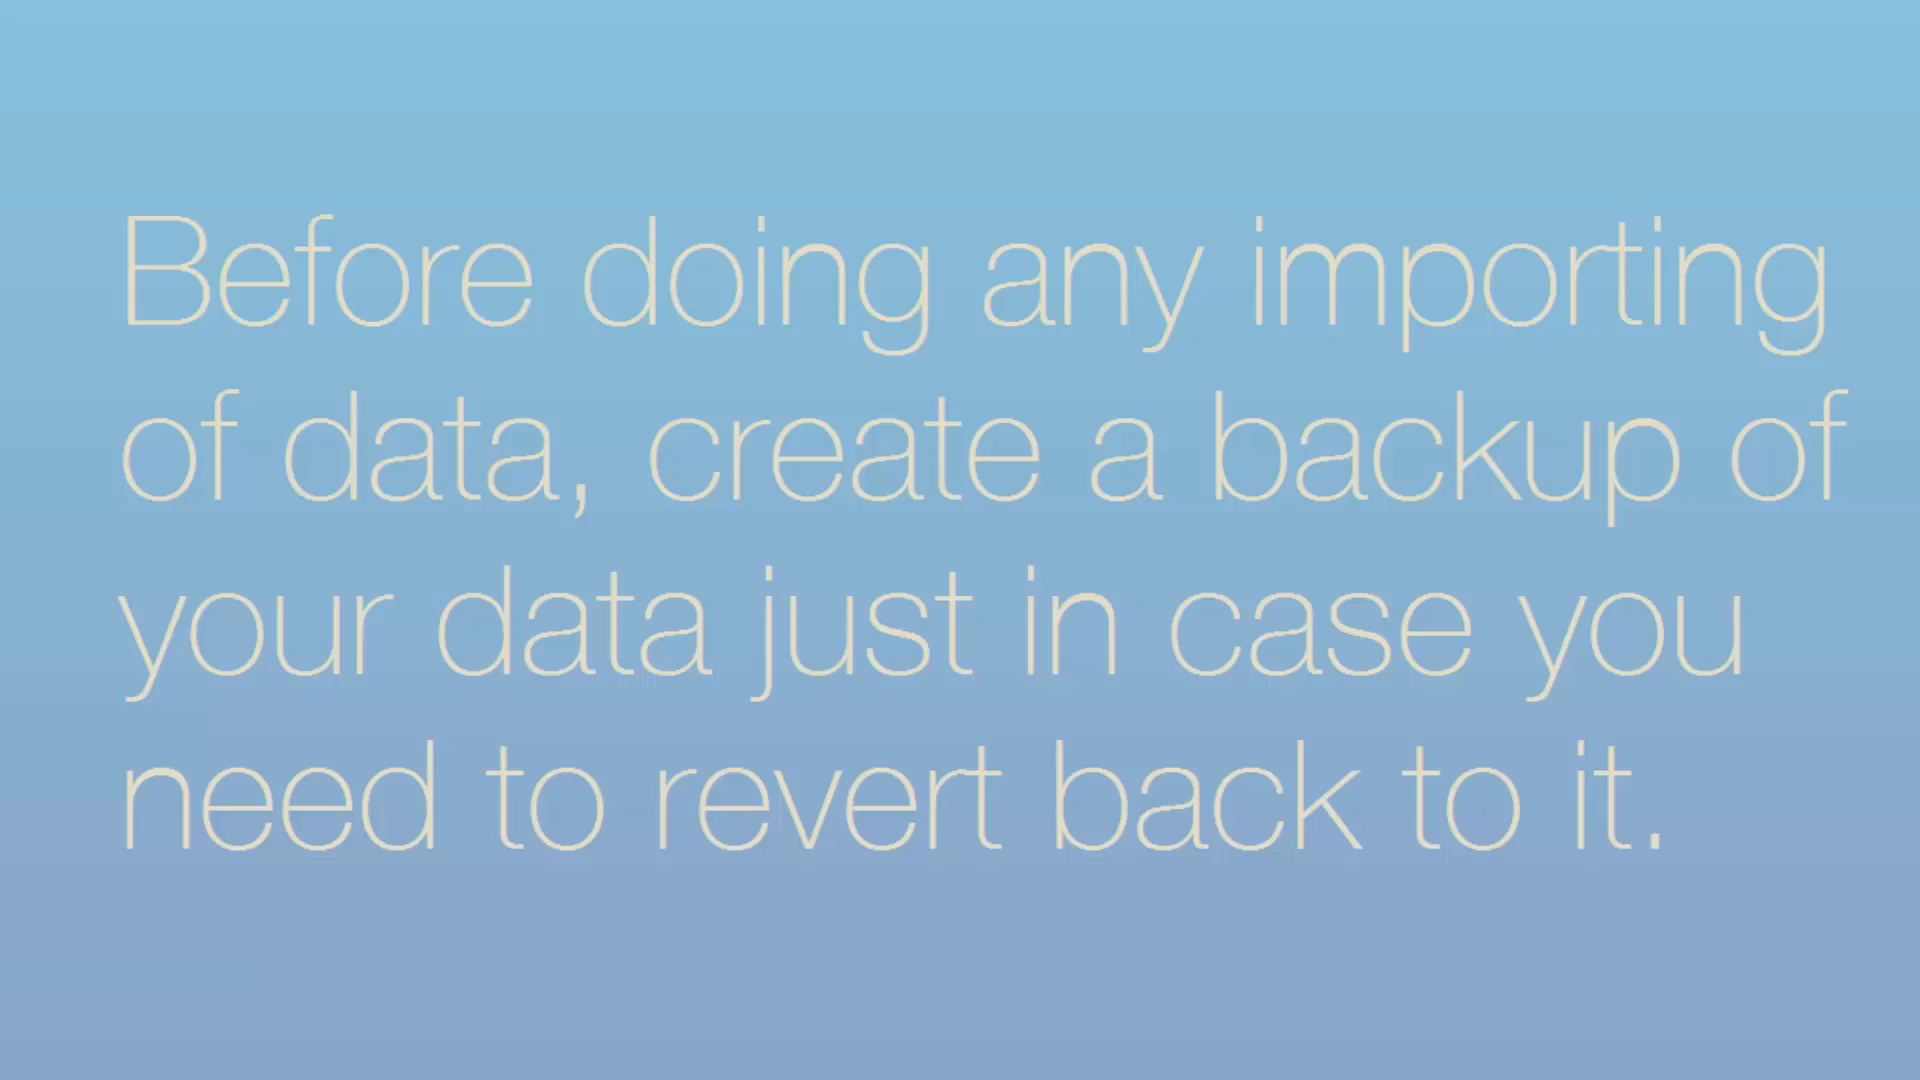 Before doing any importing
of data, create a backup of
your data just in case you
need to revert back to it.